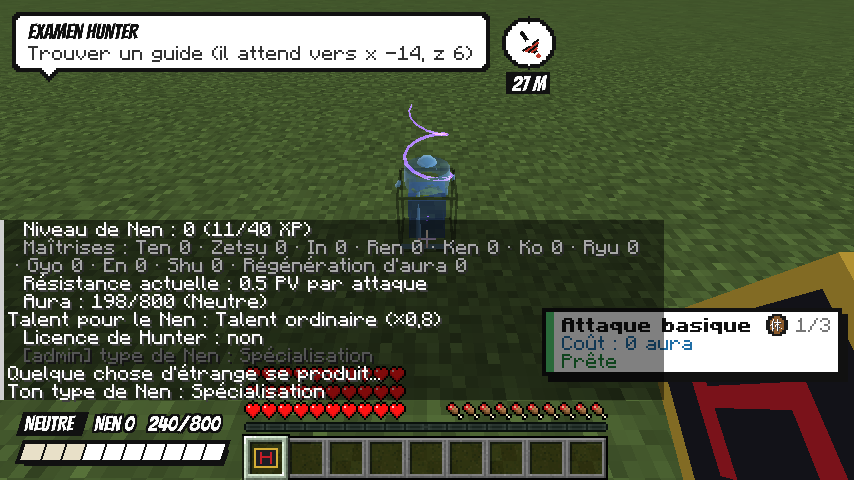 EXAMEN HUNTER
Trouver un guide (il attend vers x -14, z 6)
27 M
Niveau de Nen : 0 (11/40 XP)
Maîtrises : Ten 0 · Zetsu 0 · In 0 · Ren 0 · Ken 0 · Ko 0 · Ryu 0
· Gyo 0 · En 0 · Shu 0 · Régénération d'aura 0
Résistance actuelle : 0.5 PV par attaque
Aura : 198/800 (Neutre)
Talent pour le Nen : Talent ordinaire (×0,8)
Licence de Hunter : non
[admin] type de Nen : Spécialisation
Quelque chose d'étrange se produit...
Ton type de Nen : Spécialisation
Attaque basique 1/3
Coût : 0 aura
Prête
NEUTRE NEN 0 240/800
H